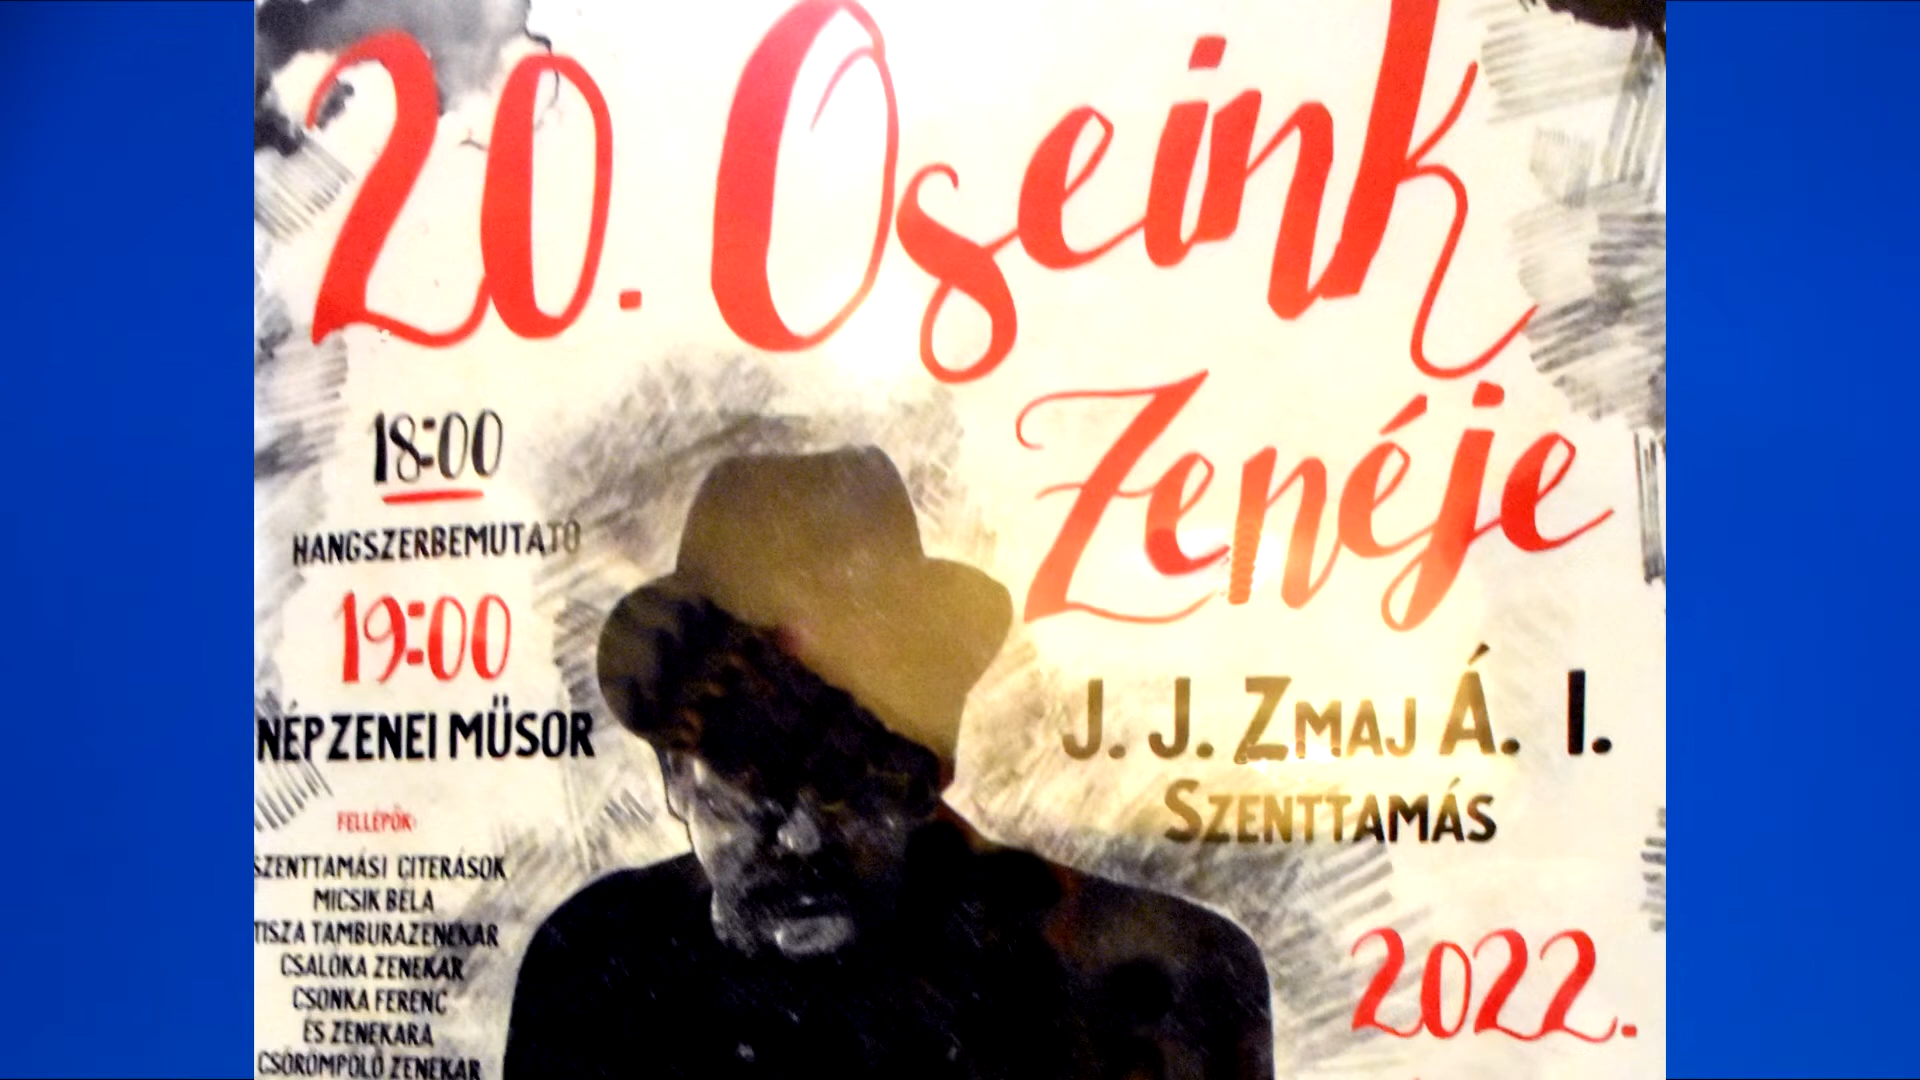 20. Oseink
Zenéje
18:00
HANGSZERBEMUTATÓ
19:00
NÉPZENEI MŰSOR
FELLÉPŐK:
SZENTTAMÁSI CITERÁSOK
MICSIK BÉLA
TISZA TAMBURAZENEKAR
CSALÓKA ZENEKAR
CSONKA FERENC
ÉS ZENEKARA
CSÖRÖMPÖLŐ ZENEKAR
J. J. ZMAJ Á. I.
SZENTTAMÁS
2022.